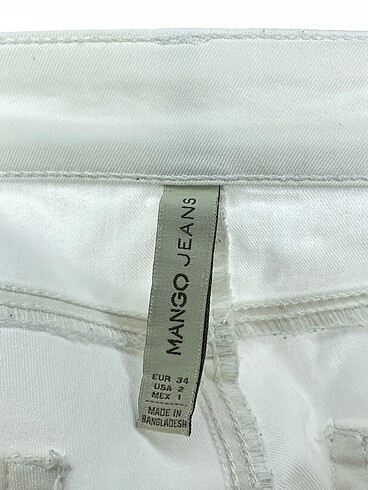 MANGO JEANS
EUR 34
USA 2
MEX 1
MADE IN
BANGLADESH